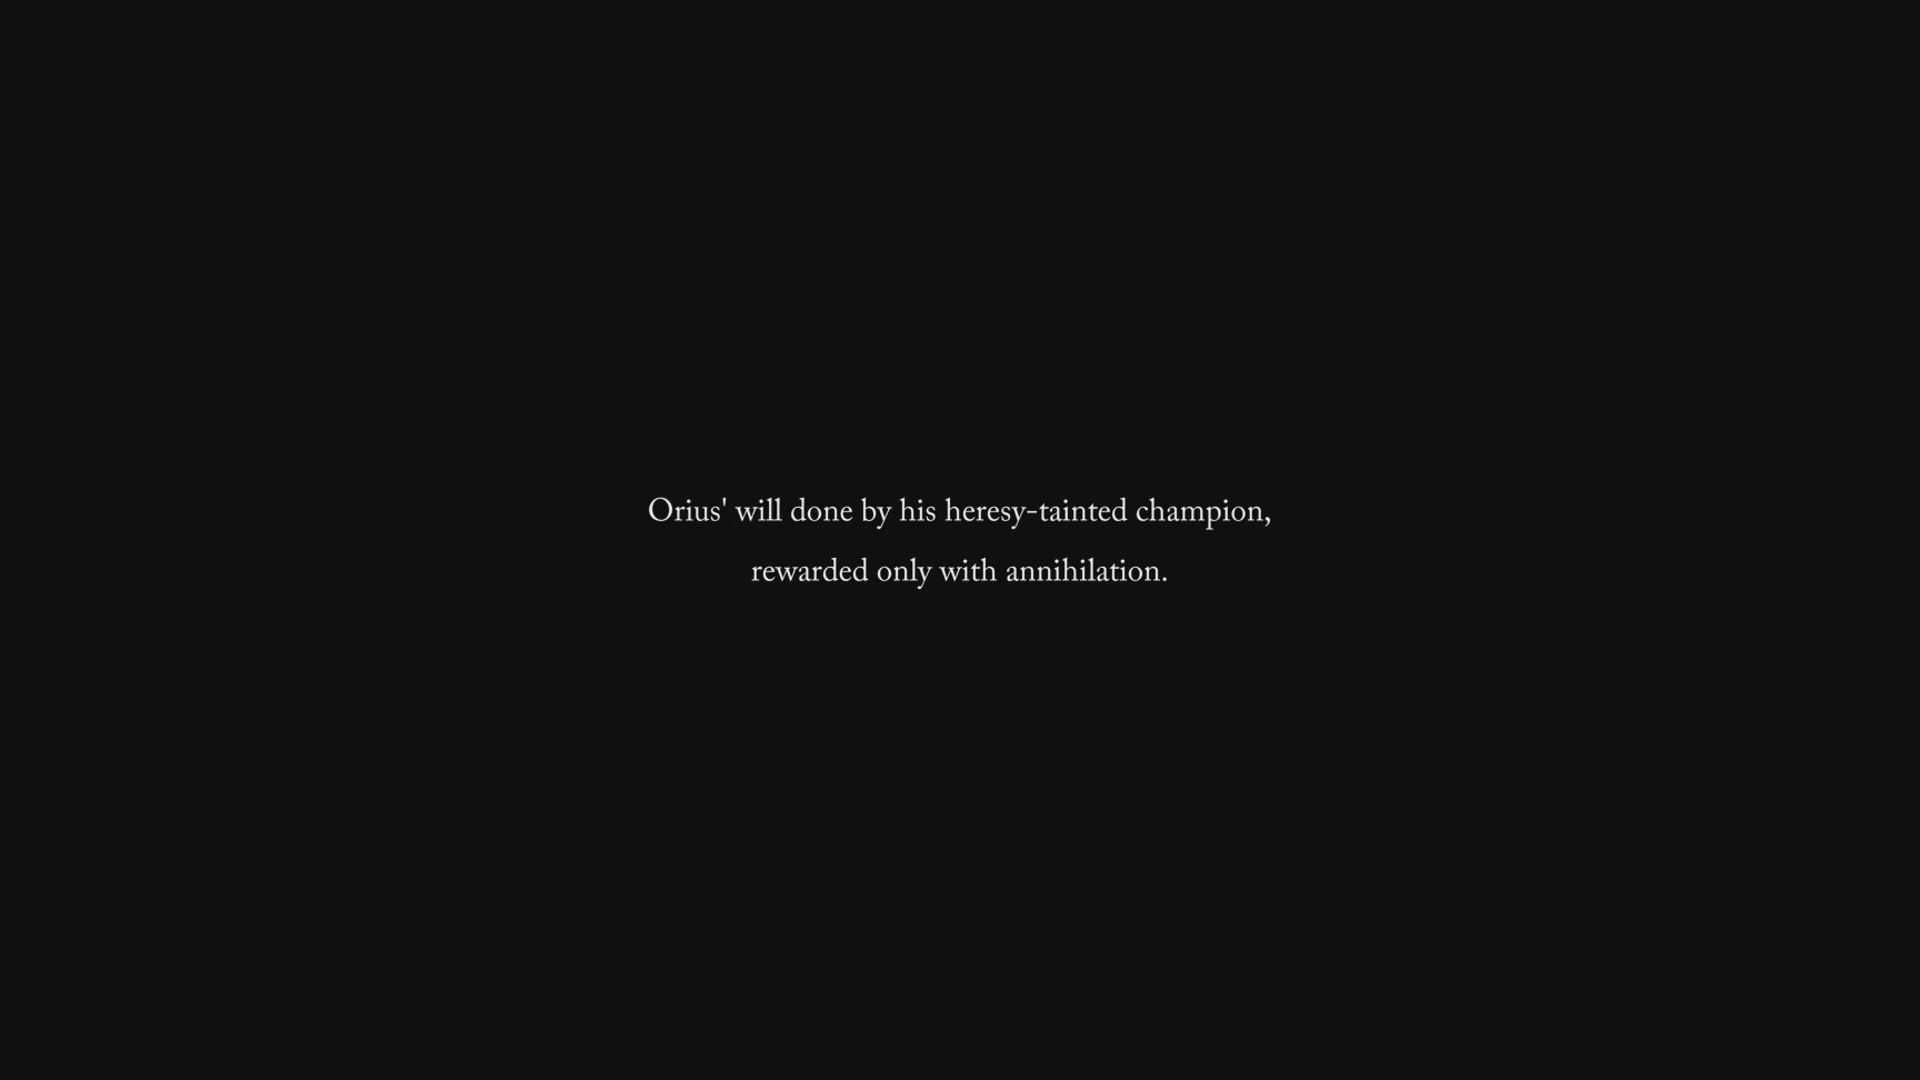 Orius' will done by his heresy-tainted champion,
rewarded only with annihilation.